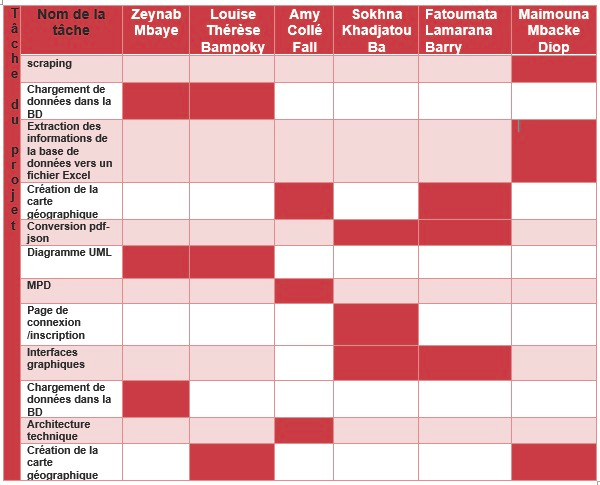 Tâche du projet
Nom de la
tâche
Zeynab
Mbaye
Louise
Thérèse
Bampoky
Amy
Collé
Fall
Sokhna
Khadjatou
Ba
Fatoumata
Lamarana
Barry
Maimouna
Mbacke
Diop
scraping
Chargement de
données dans la
BD
Extraction des
informations de
la base de
données vers un
fichier Excel
Création de la
carte
géographique
Conversion pdf-
json
Diagramme UML
MPD
Page de
connexion
/inscription
Interfaces
graphiques
Chargement de
données dans la
BD
Architecture
technique
Création de la
carte
géographique